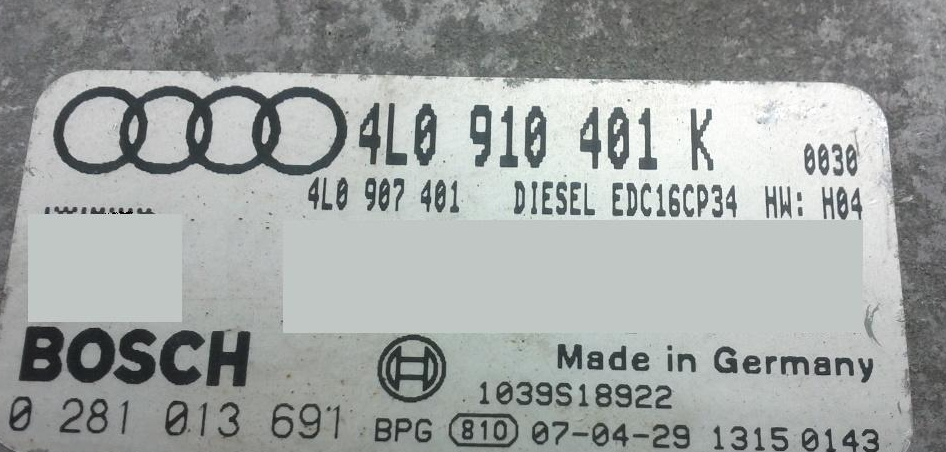 4L0 910 401 K 0030
4L0 907 401 DIESEL EDC16CP34 HW: H04
BOSCH
Made in Germany
1039S18922
0 281 013 691 BPG 810 07-04-29 1315 0143